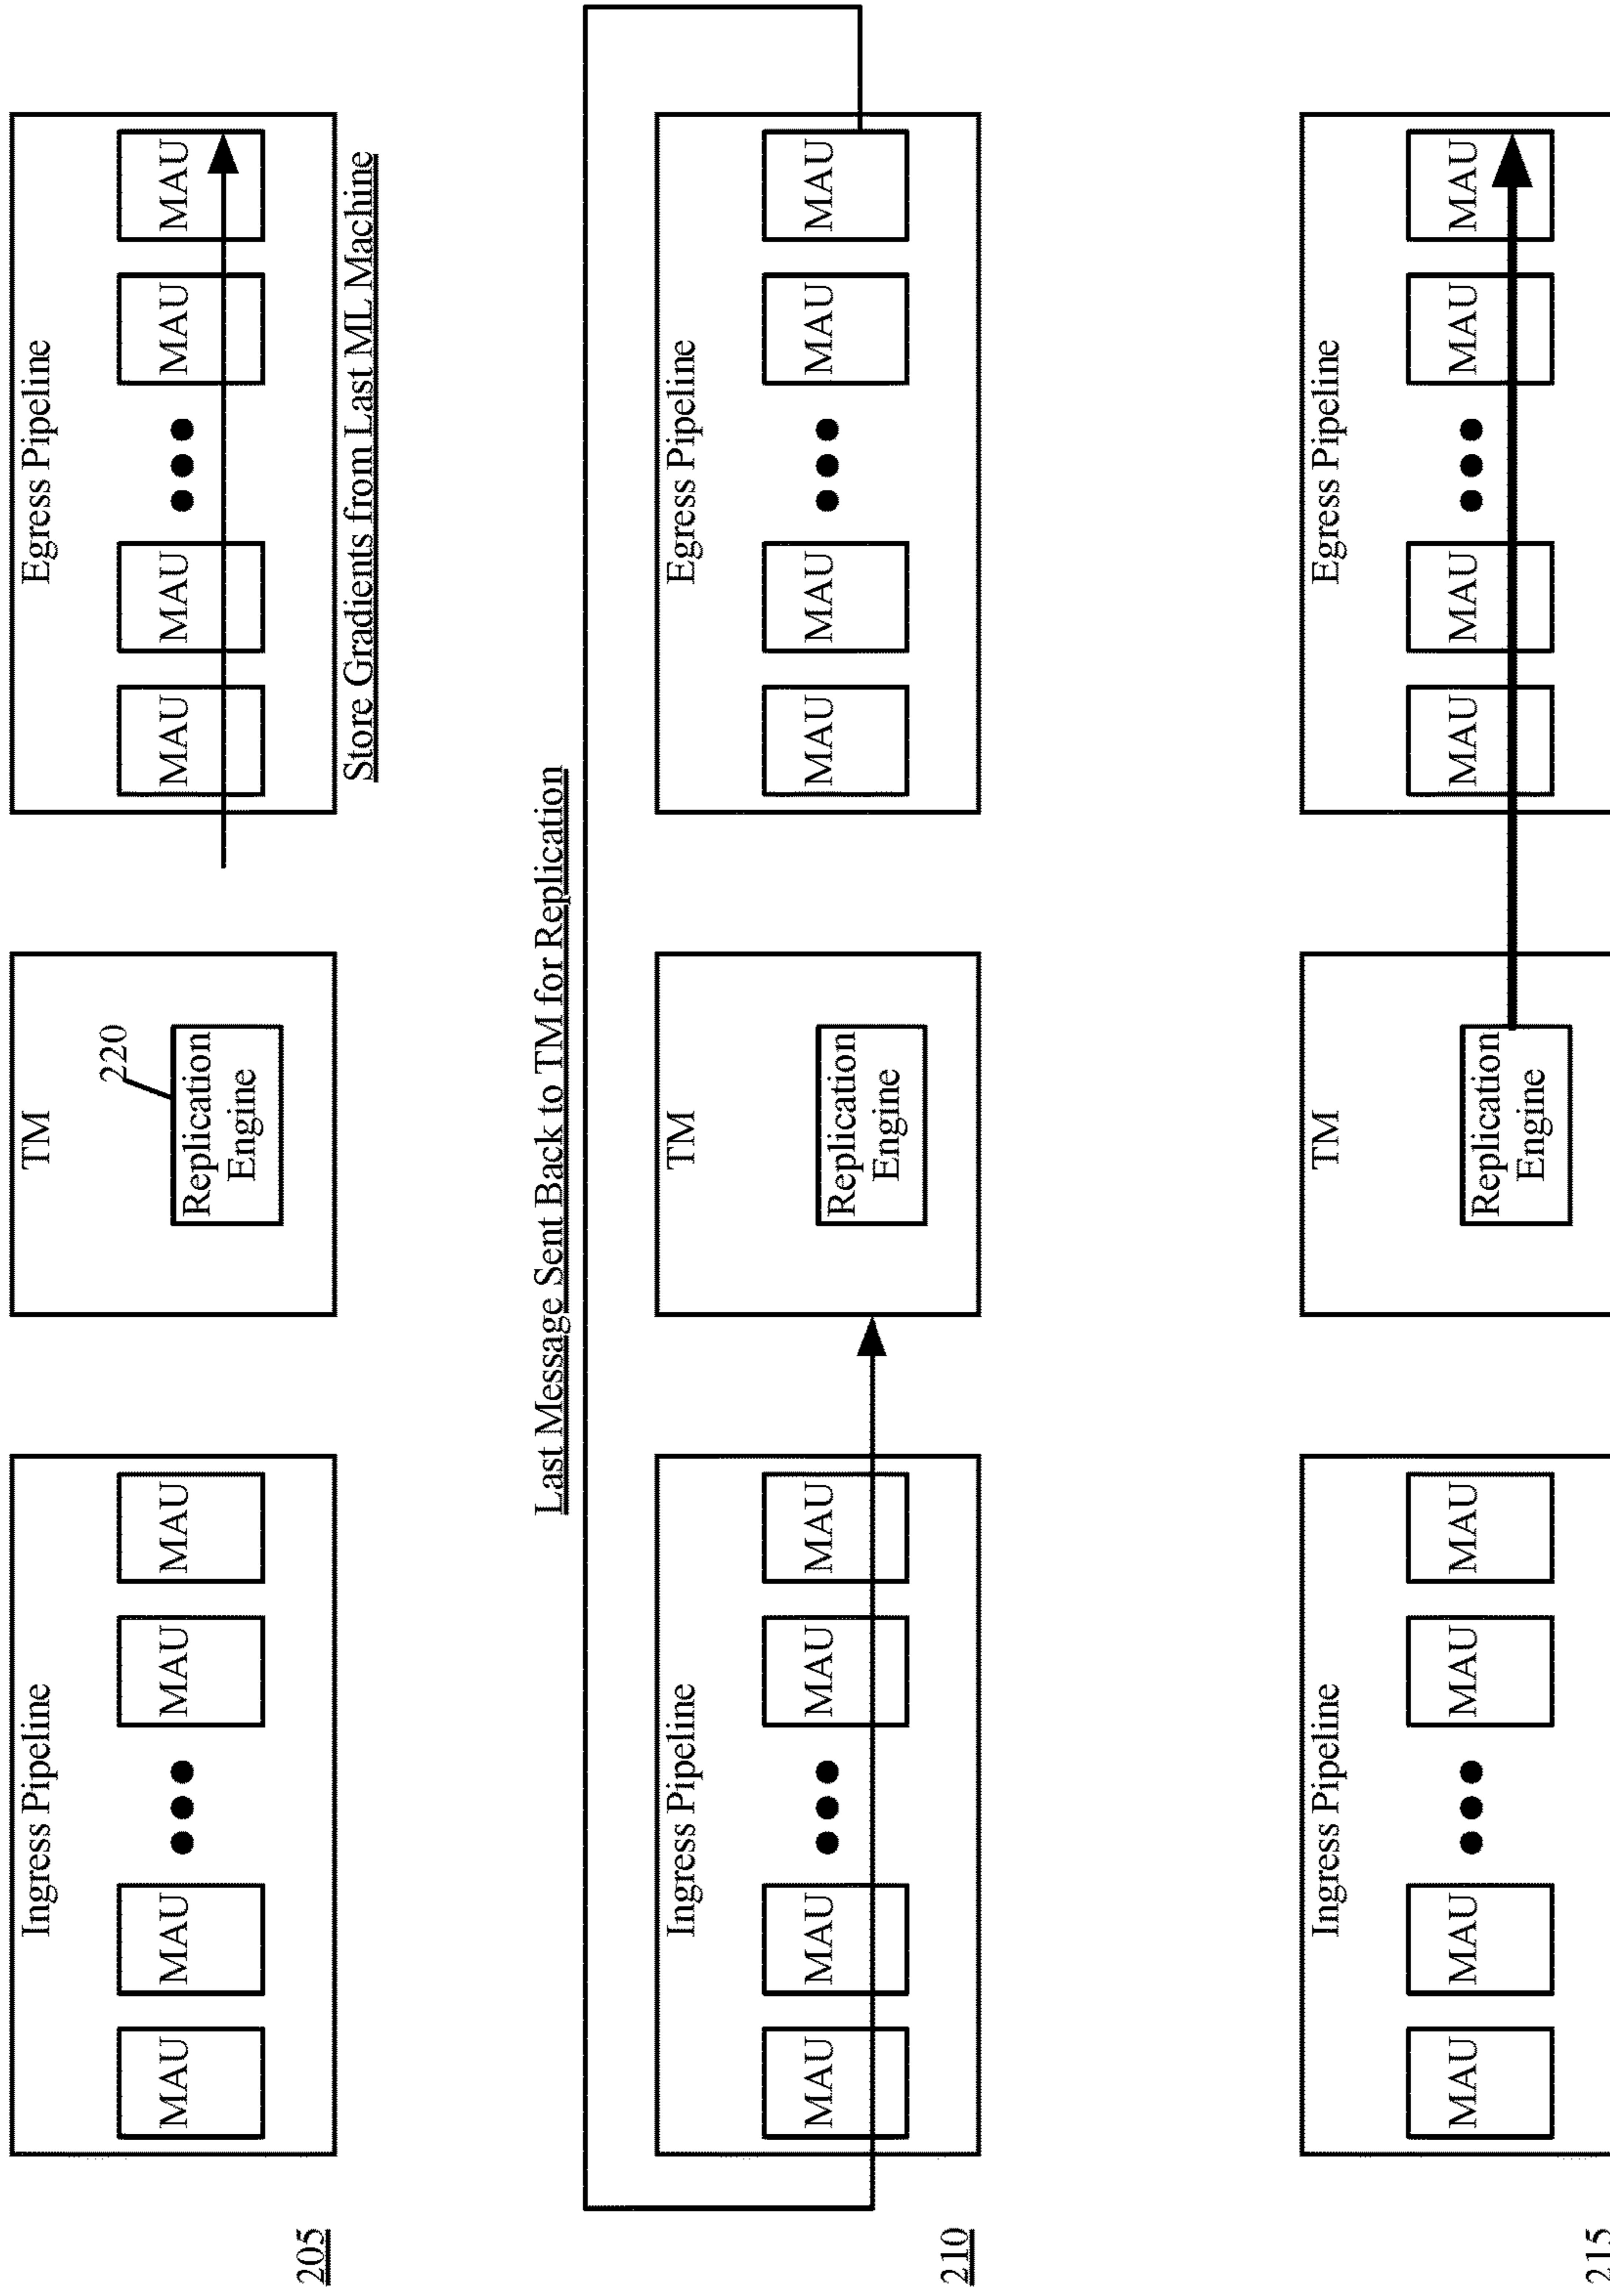 Ingress Pipeline
TM
Egress Pipeline
220
MAU
MAU
MAU
MAU
Replication
Engine
MAU
MAU
MAU
MAU
205
Store Gradients from Last ML Machine
Last Message Sent Back to TM for Replication
Ingress Pipeline
TM
Egress Pipeline
MAU
MAU
MAU
MAU
Replication
Engine
MAU
MAU
MAU
MAU
210
Ingress Pipeline
TM
Egress Pipeline
MAU
MAU
MAU
MAU
Replication
Engine
MAU
MAU
MAU
MAU
215